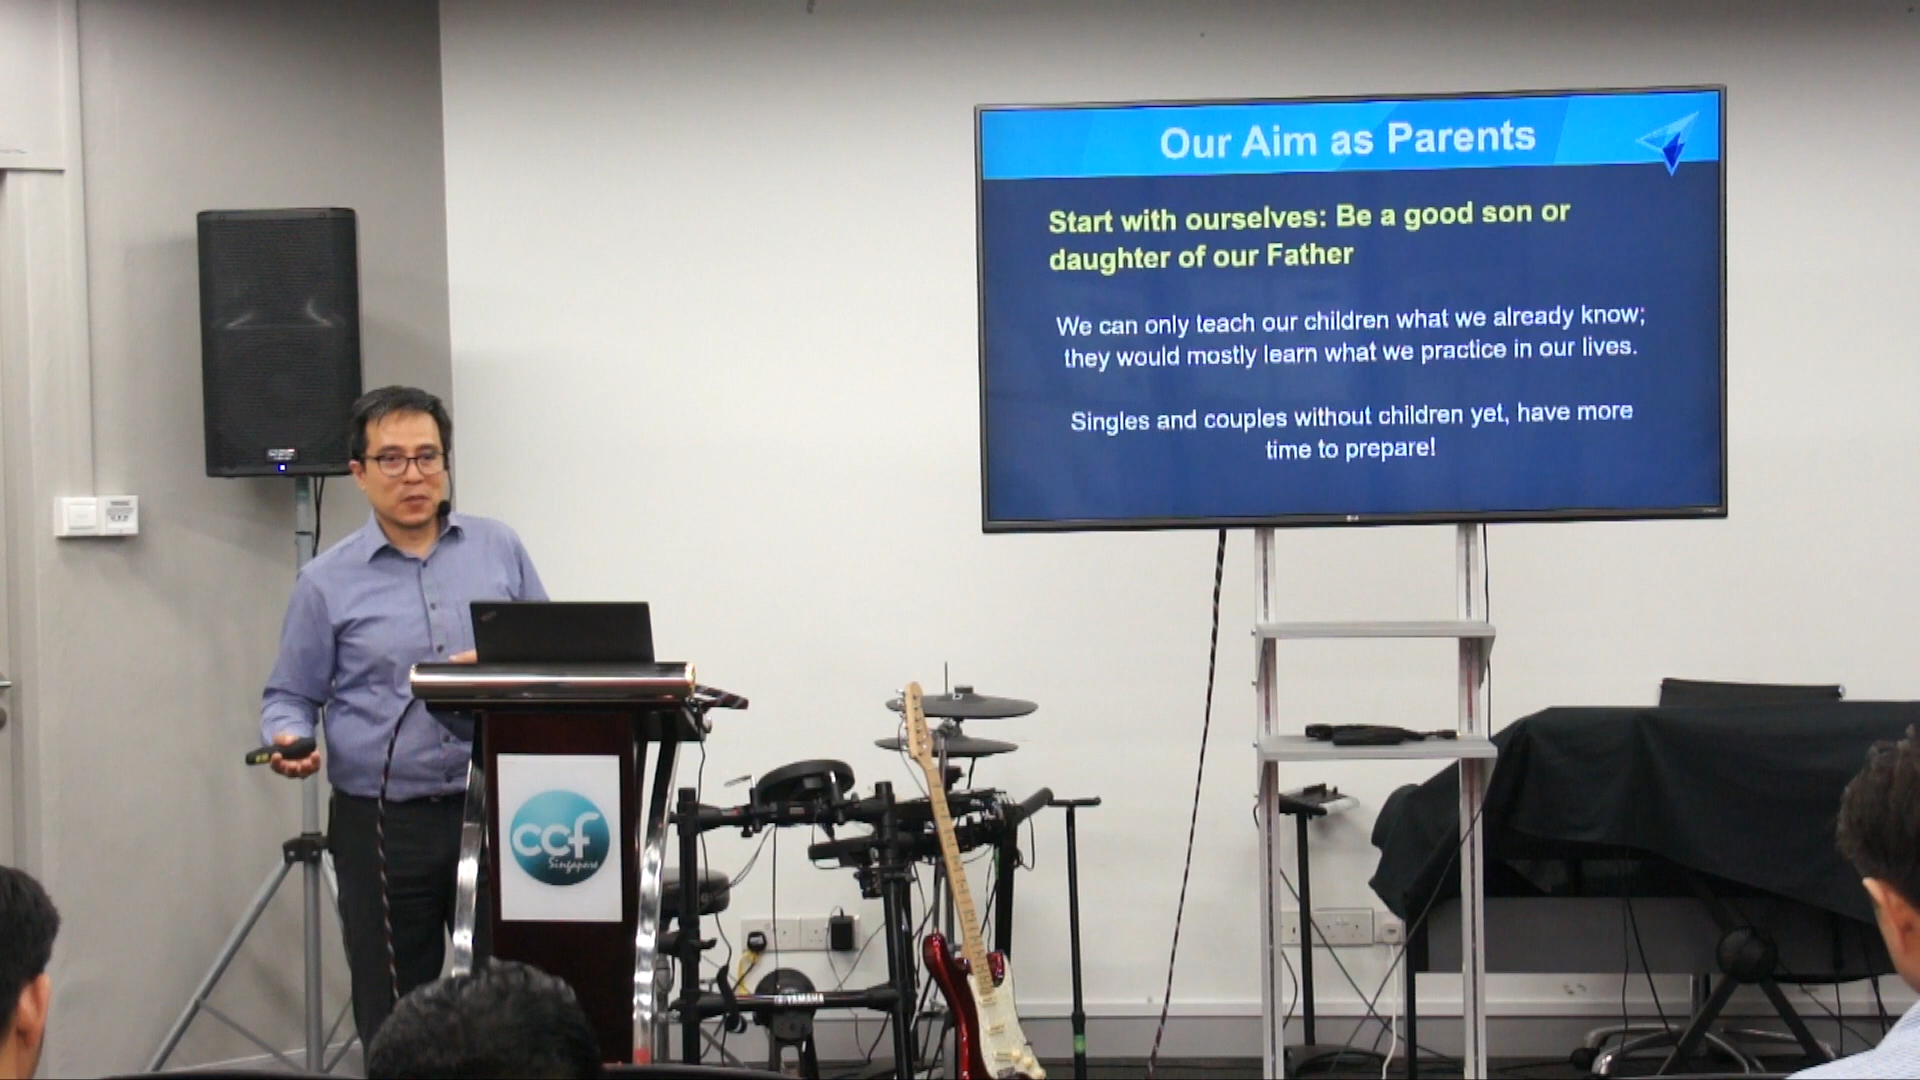 Our Aim as Parents
Start with ourselves: Be a good son or
daughter of our Father
We can only teach our children what we already know;
they would mostly learn what we practice in our lives.
Singles and couples without children yet, have more
time to prepare!
ccf
Singapore
YAMAHA